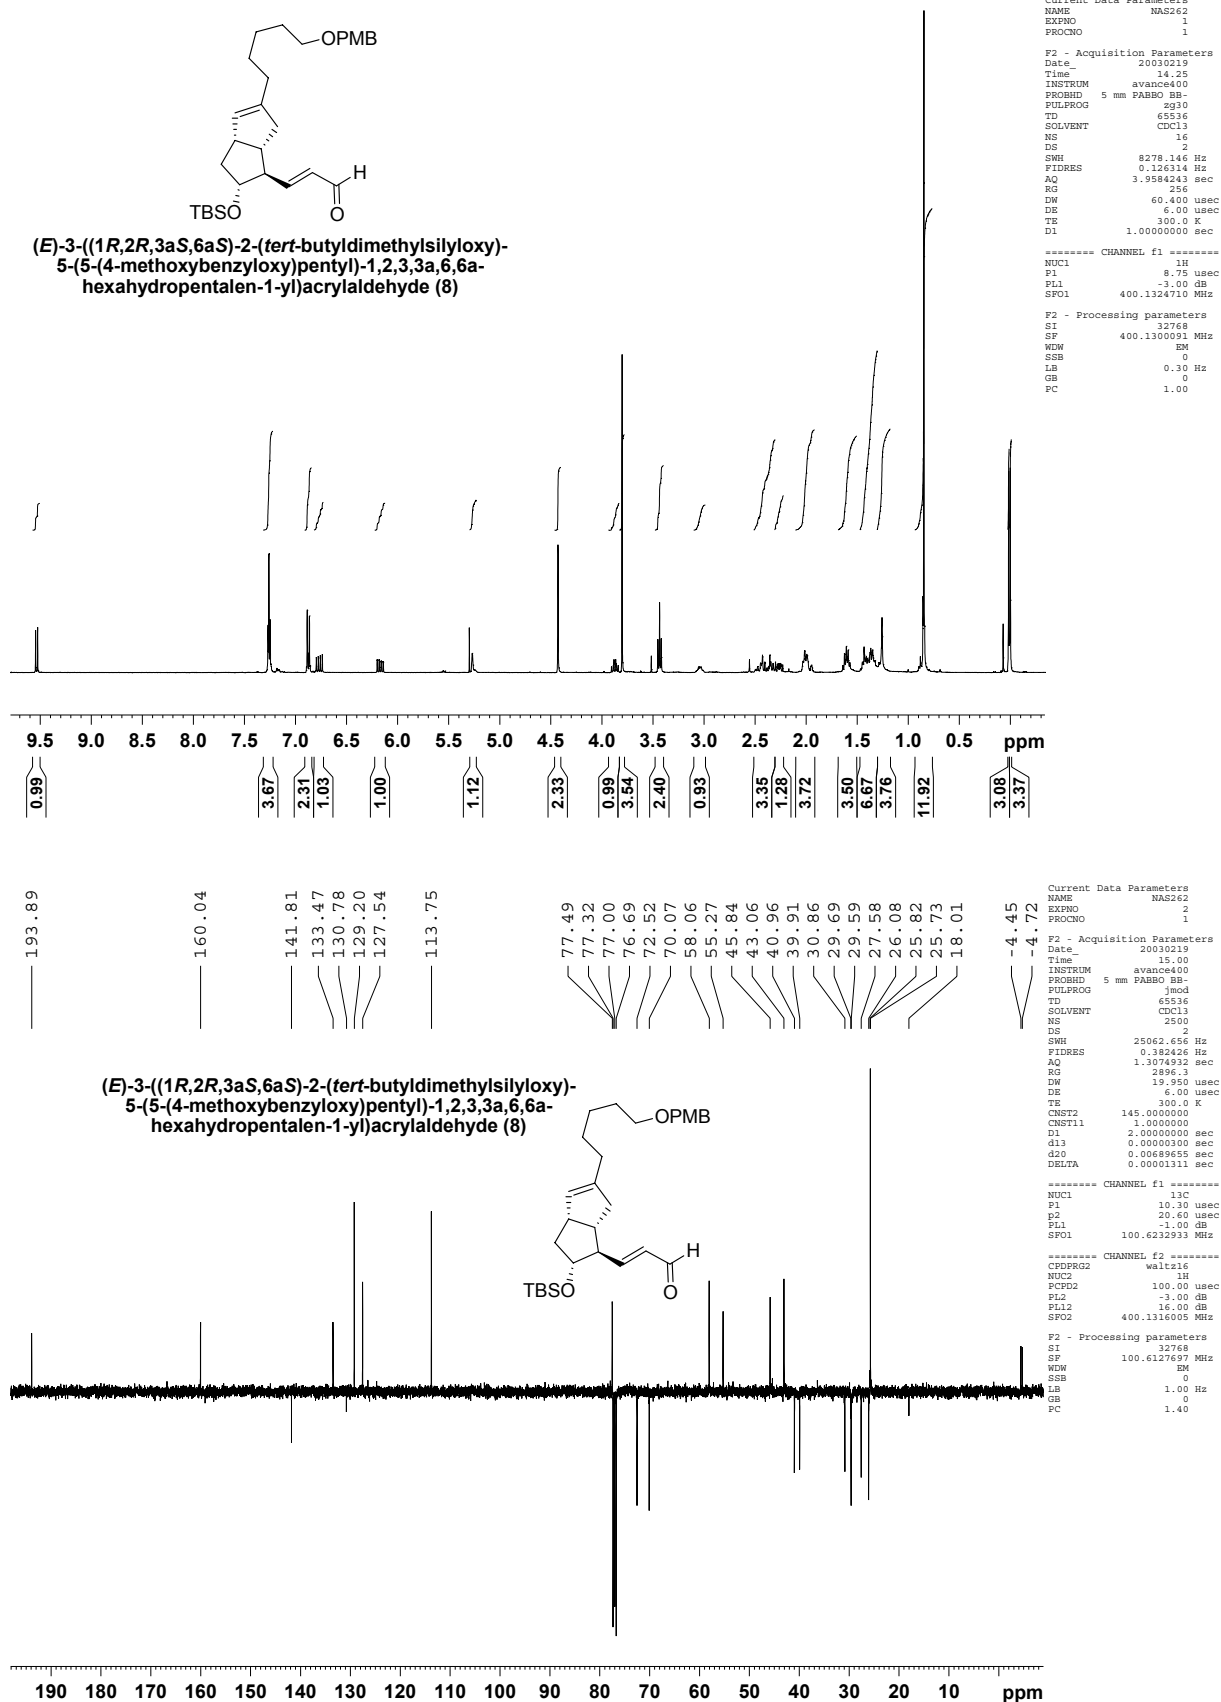 Current Data Parameters
NAME NAS262
EXPNO 1
PROCNO 1
F2 - Acquisition Parameters
Date_ 20030219
Time 14.25
INSTRUM avance400
PROBHD 5 mm PABBO BB-
PULPROG zg30
TD 65536
SOLVENT CDCl3
NS 16
DS 2
SWH 8278.146 Hz
FIDRES 0.126314 Hz
AQ 3.9584243 sec
RG 256
DW 60.400 usec
DE 6.00 usec
TE 300.0 K
D1 1.00000000 sec
======== CHANNEL f1 ========
NUC1 1H
P1 8.75 usec
PL1 -3.00 dB
SFO1 400.1324710 MHz
F2 - Processing parameters
SI 32768
SF 400.1300091 MHz
WDW EM
SSB 0
LB 0.30 Hz
GB 0
PC 1.00
OPMB
H
TBSO
O
(E)-3-((1R,2R,3aS,6aS)-2-(tert-butyldimethylsilyloxy)-
5-(5-(4-methoxybenzyloxy)pentyl)-1,2,3,3a,6,6a-
hexahydropentalen-1-yl)acrylaldehyde (8)
9.5 9.0 8.5 8.0 7.5 7.0 6.5 6.0 5.5 5.0 4.5 4.0 3.5 3.0 2.5 2.0 1.5 1.0 0.5 ppm
0.99 3.67 2.31 1.03 1.00 1.12 2.33 0.99 3.54 2.40 0.93 3.35 1.28 3.72 3.50 6.67 3.76 11.92 3.08 3.37
193.89 160.04 141.81 133.47 130.78 129.20 127.54 113.75 77.49 77.32 77.00 76.69 72.52 70.07 58.06 55.27 45.84 43.06 40.96 39.91 30.86 29.69 29.59 27.58 26.08 25.82 25.73 18.01 -4.45 -4.72
Current Data Parameters
NAME NAS262
EXPNO 2
PROCNO 1
F2 - Acquisition Parameters
Date_ 20030219
Time 15.00
INSTRUM avance400
PROBHD 5 mm PABBO BB-
PULPROG jmod
TD 65536
SOLVENT CDCl3
NS 2500
DS 2
SWH 25062.656 Hz
FIDRES 0.382426 Hz
AQ 1.3074932 sec
RG 2896.3
DW 19.950 usec
DE 6.00 usec
TE 300.0 K
CNST2 145.0000000
CNST11 1.0000000
D1 2.00000000 sec
d13 0.00000300 sec
d20 0.00689655 sec
DELTA 0.00001311 sec
======== CHANNEL f1 ========
NUC1 13C
P1 10.30 usec
p2 20.60 usec
PL1 -1.00 dB
SFO1 100.6232933 MHz
======== CHANNEL f2 ========
CPDPRG2 waltz16
NUC2 1H
PCPD2 100.00 usec
PL2 -3.00 dB
PL12 16.00 dB
SFO2 400.1316005 MHz
F2 - Processing parameters
SI 32768
SF 100.6127697 MHz
WDW EM
SSB 0
LB 1.00 Hz
GB 0
PC 1.40
(E)-3-((1R,2R,3aS,6aS)-2-(tert-butyldimethylsilyloxy)-
5-(5-(4-methoxybenzyloxy)pentyl)-1,2,3,3a,6,6a-
hexahydropentalen-1-yl)acrylaldehyde (8)
OPMB
H
TBSO
O
190 180 170 160 150 140 130 120 110 100 90 80 70 60 50 40 30 20 10 ppm